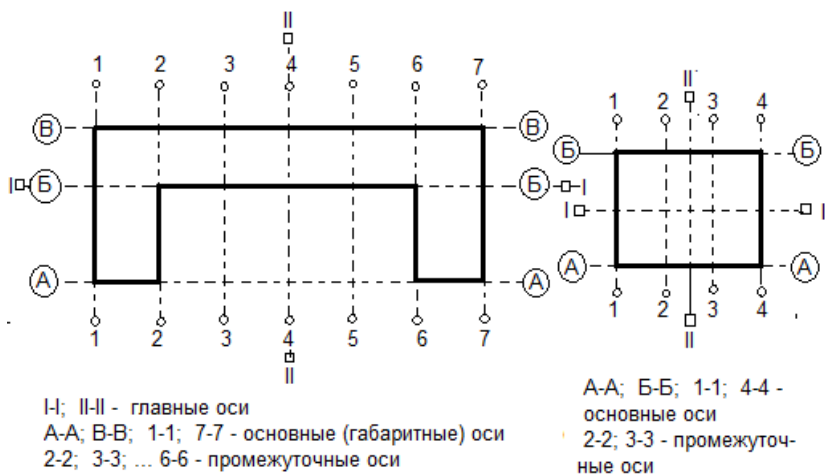 II
1 2 3 4 5 6 7
В В
I Б Б I
А А
1 2 3 4 5 6 7
II
I-I; II-II - главные оси
А-А; В-В; 1-1; 7-7 - основные (габаритные) оси
2-2; 3-3; ... 6-6 - промежуточные оси
II
1 2 3 4
Б Б
I I
А А
1 2 3 4
II
А-А; Б-Б; 1-1; 4-4 -
основные оси
2-2; 3-3 - промежуточ-
ные оси